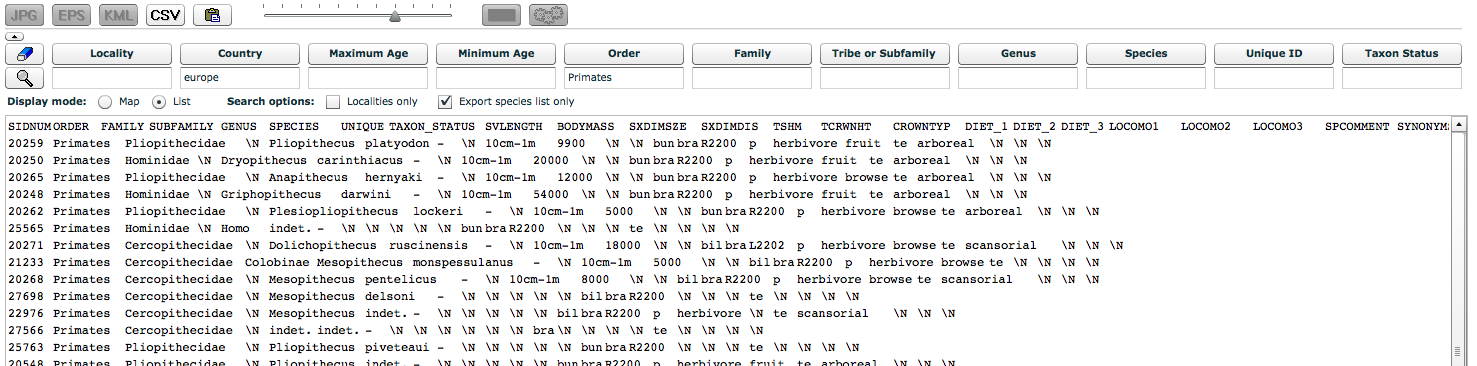 JPG EPS KML CSV
Locality Country Maximum Age Minimum Age Order Family Tribe or Subfamily Genus Species Unique ID Taxon Status
europe Primates
Display mode: Map List Search options: Localities only Export species list only
SIDNUM ORDER FAMILY SUBFAMILY GENUS SPECIES UNIQUE TAXON_STATUS SVLENGTH BODYMASS SXDIMSZE SXDIMDIS TSHM TCRWNHT CROWNTYP DIET_1 DIET_2 DIET_3 LOCOMO1 LOCOMO2 LOCOMO3 SPCOMMENT SYNONYMS
20259 Primates Pliopithecidae \N Pliopithecus platyodon - \N 10cm-1m 9900 \N \N bun bra R2200 p herbivore fruit te arboreal \N \N \N
20250 Primates Hominidae \N Dryopithecus carinthiacus - \N 10cm-1m 20000 \N \N bun bra R2200 p herbivore fruit te arboreal \N \N \N
20265 Primates Pliopithecidae \N Anapithecus hernyaki - \N 10cm-1m 12000 \N \N bun bra R2200 p herbivore browse te arboreal \N \N \N
20248 Primates Hominidae \N Griphopithecus darwini - \N 10cm-1m 54000 \N \N bun bra R2200 p herbivore fruit te arboreal \N \N \N
20262 Primates Pliopithecidae \N Plesiopliopithecus lockeri - \N 10cm-1m 5000 \N \N bun bra R2200 p herbivore browse te arboreal \N \N \N
25565 Primates Hominidae \N Homo indet. - \N \N \N \N \N bun bra R2200 \N \N \N te \N \N \N \N
20271 Primates Cercopithecidae \N Dolichopithecus ruscinensis - \N 10cm-1m 18000 \N \N bil bra L2202 p herbivore browse te scansorial \N \N \N
21233 Primates Cercopithecidae Colobinae Mesopithecus monspessulanus - \N 10cm-1m 5000 \N \N bil bra R2200 p herbivore browse te \N \N \N \N
20268 Primates Cercopithecidae \N Mesopithecus pentelicus - \N 10cm-1m 8000 \N \N bil bra R2200 p herbivore browse te scansorial \N \N \N
27698 Primates Cercopithecidae \N Mesopithecus delsoni - \N \N \N \N \N bil bra R2200 \N \N \N te \N \N \N \N
22976 Primates Cercopithecidae \N Mesopithecus indet. - \N \N \N \N \N bil bra R2200 p herbivore \N te scansorial \N \N \N
27566 Primates Cercopithecidae \N indet. indet. - \N \N \N \N \N \N bra \N \N \N \N te \N \N \N \N
25763 Primates Pliopithecidae \N Pliopithecus piveteaui - \N \N \N \N \N bun bra R2200 \N \N \N te \N \N \N \N
20548 Primates Pliopithecidae \N Pliopithecus indet. - \N \N \N \N \N bun bra R2200 p herbivore fruit te arboreal \N \N \N